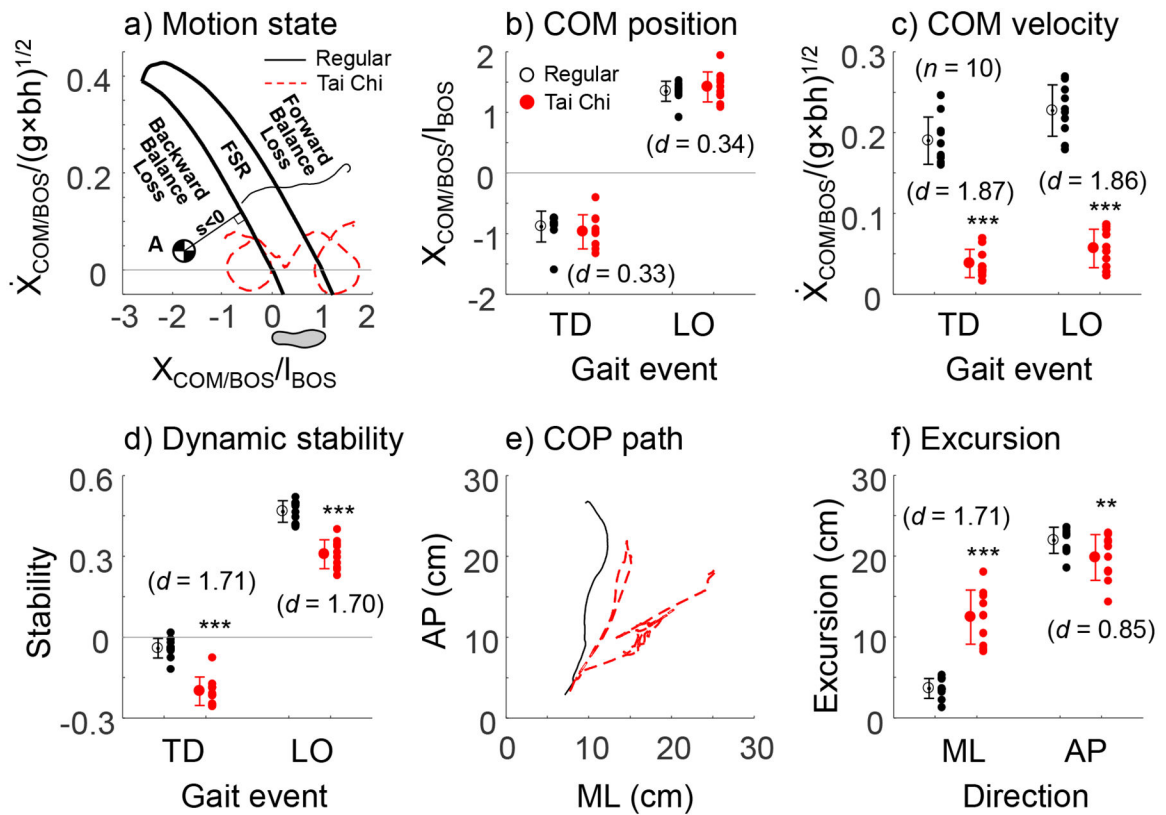 a) Motion state
Ẋ_COM/BOS/(g×bh)^1/2
0.4
0.2
0
-3 -2 -1 0 1 2
X_COM/BOS/l_BOS
Regular
Tai Chi
Backward
Balance
Loss
FSR
Forward
Balance
Loss
s<0
A
b) COM position
X_COM/BOS/l_BOS
2
1
0
-1
-2
Regular
Tai Chi
(d = 0.34)
(d = 0.33)
TD LO
Gait event
c) COM velocity
Ẋ_COM/BOS/(g×bh)^1/2
0.3
0.2
0.1
0
(n = 10)
(d = 1.87)
***
(d = 1.86)
***
TD LO
Gait event
d) Dynamic stability
Stability
0.6
0.3
0
-0.3
(d = 1.71)
***
***
(d = 1.70)
TD LO
Gait event
e) COP path
AP (cm)
30
20
10
0
0 10 20 30
ML (cm)
f) Excursion
Excursion (cm)
30
20
10
0
(d = 1.71)
***
**
(d = 0.85)
ML AP
Direction